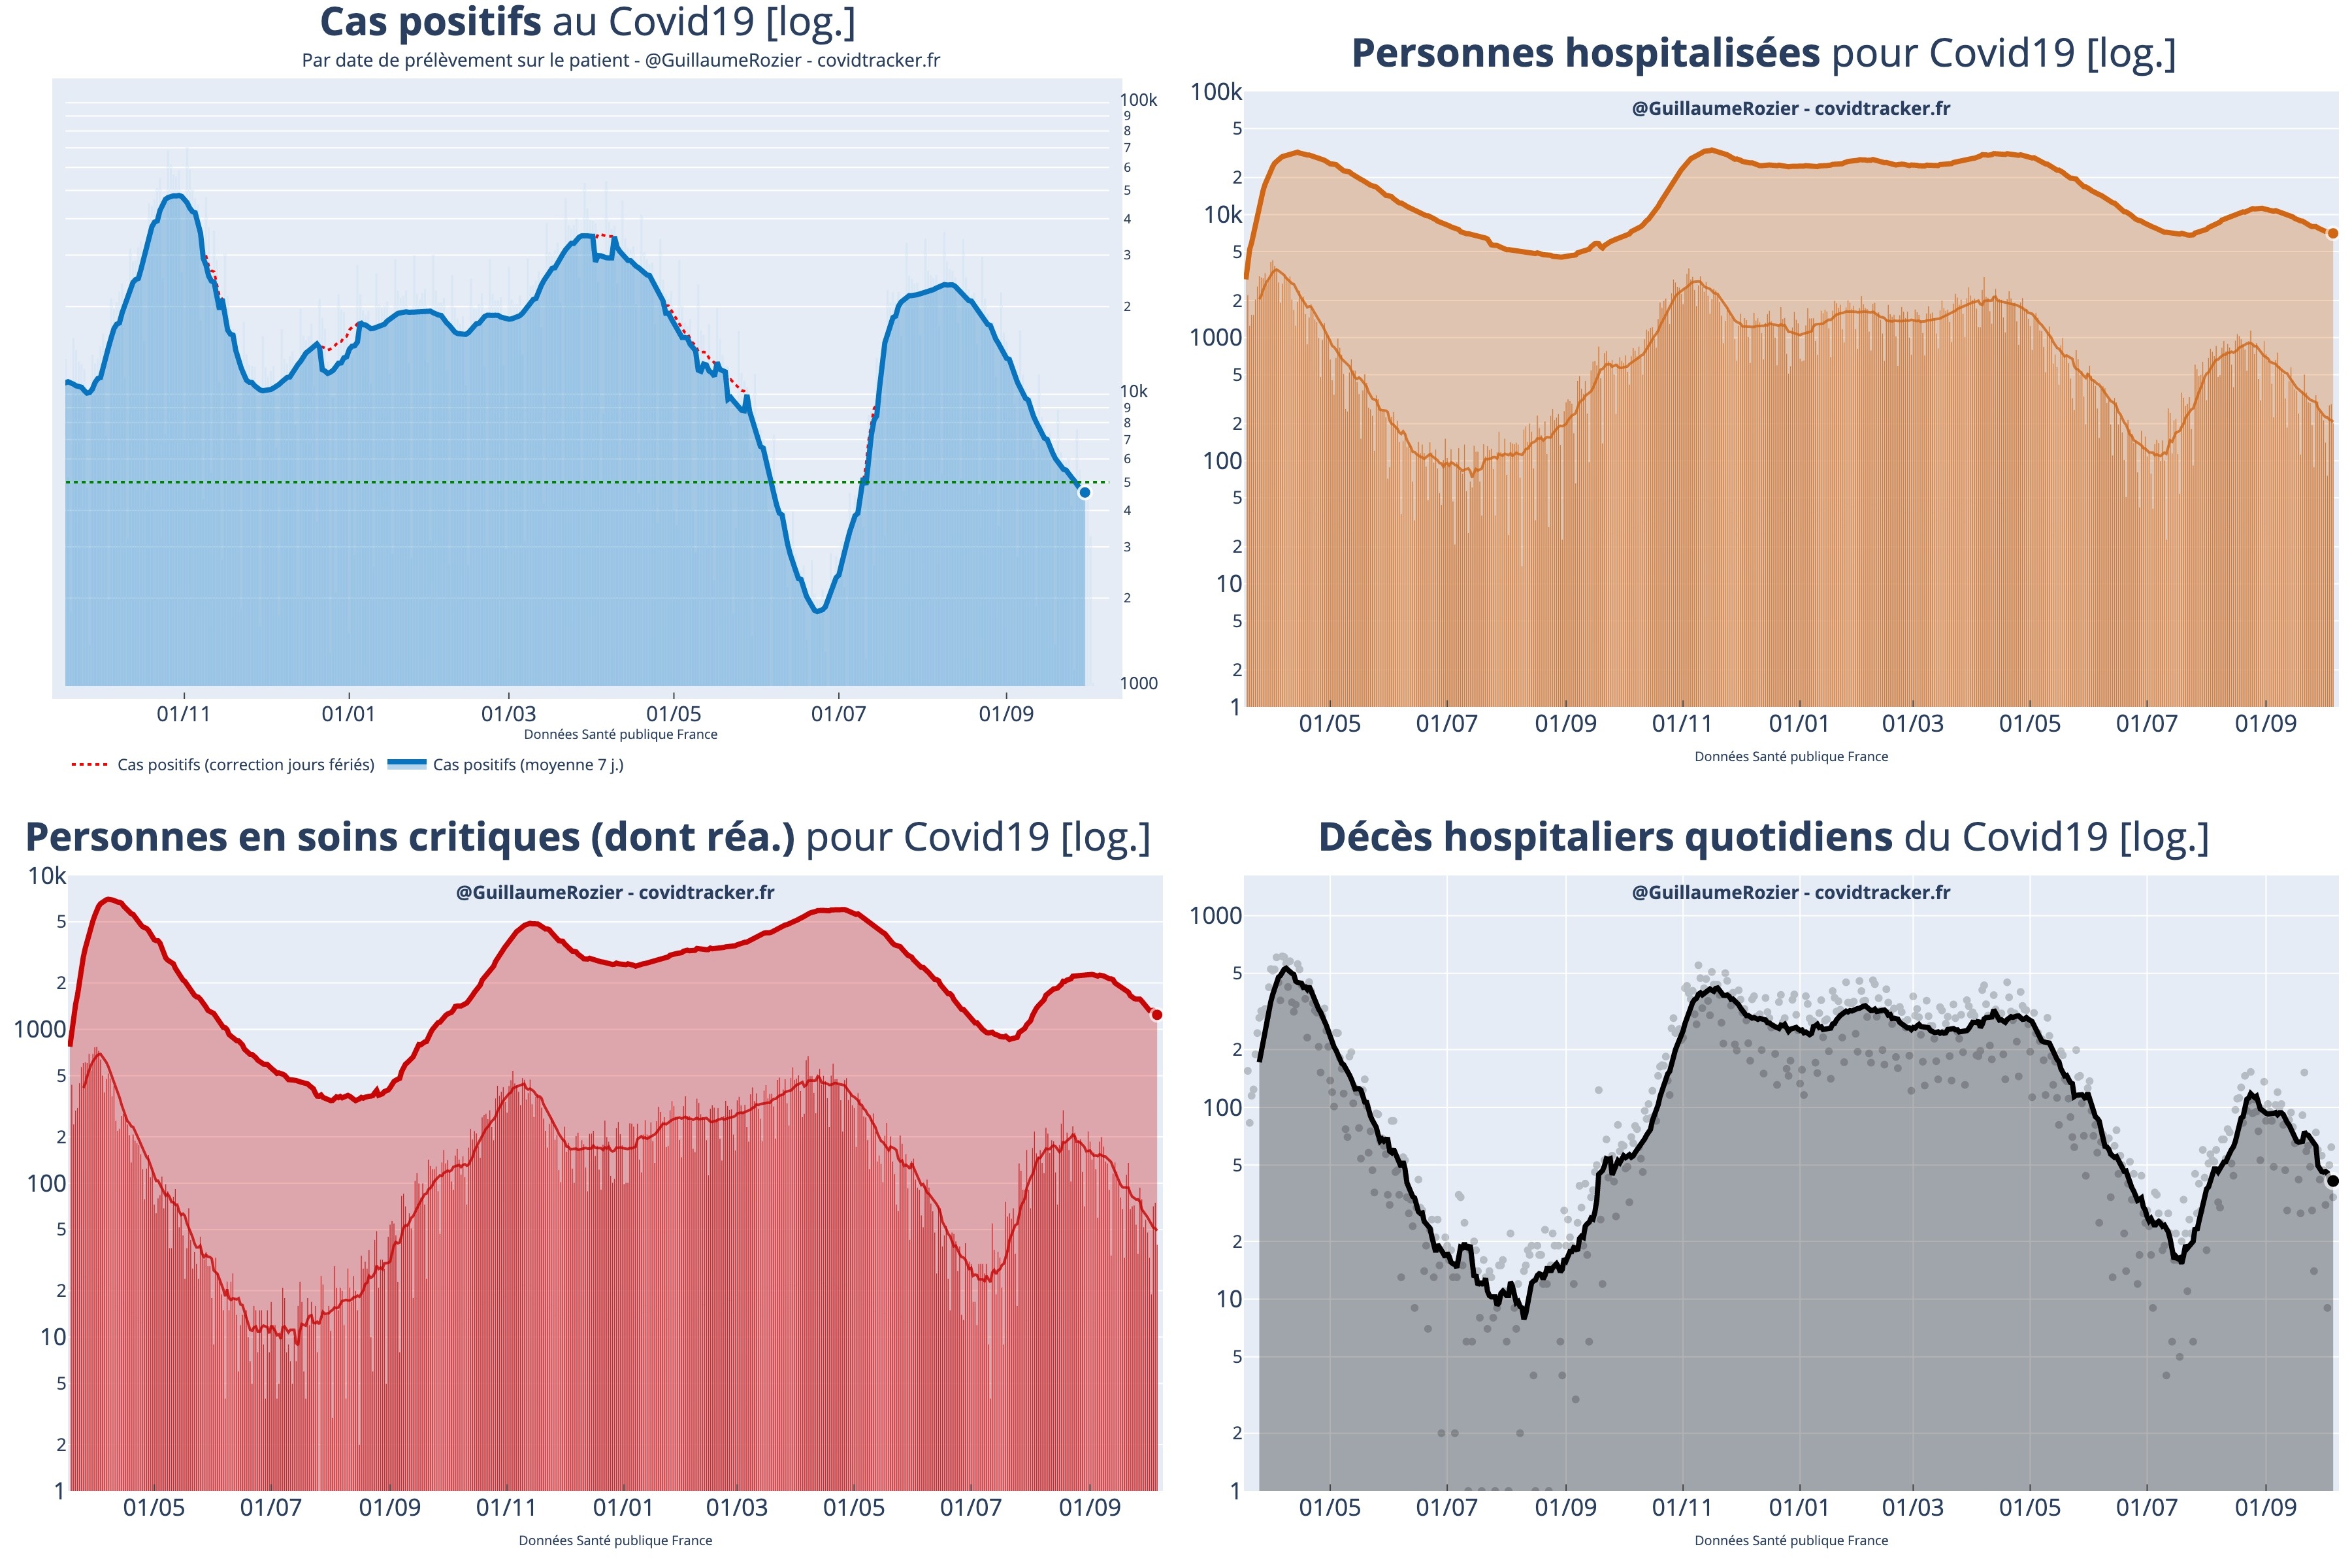 Cas positifs au Covid19 [log.]
Par date de prélèvement sur le patient - @GuillaumeRozier - covidtracker.fr
100k
9
8
7
6
5
4
3
2
10k
9
8
7
6
5
4
3
2
1000
01/11 01/01 01/03 01/05 01/07 01/09
Données Santé publique France
Cas positifs (correction jours fériés) Cas positifs (moyenne 7 j.)
Personnes hospitalisées pour Covid19 [log.]
@GuillaumeRozier - covidtracker.fr
100k
5
2
10k
5
2
1000
5
2
100
5
2
10
5
2
1
01/05 01/07 01/09 01/11 01/01 01/03 01/05 01/07 01/09
Données Santé publique France
Personnes en soins critiques (dont réa.) pour Covid19 [log.]
@GuillaumeRozier - covidtracker.fr
10k
5
2
1000
5
2
100
5
2
10
5
2
1
01/05 01/07 01/09 01/11 01/01 01/03 01/05 01/07 01/09
Données Santé publique France
Décès hospitaliers quotidiens du Covid19 [log.]
@GuillaumeRozier - covidtracker.fr
1000
5
2
100
5
2
10
5
2
1
01/05 01/07 01/09 01/11 01/01 01/03 01/05 01/07 01/09
Données Santé publique France